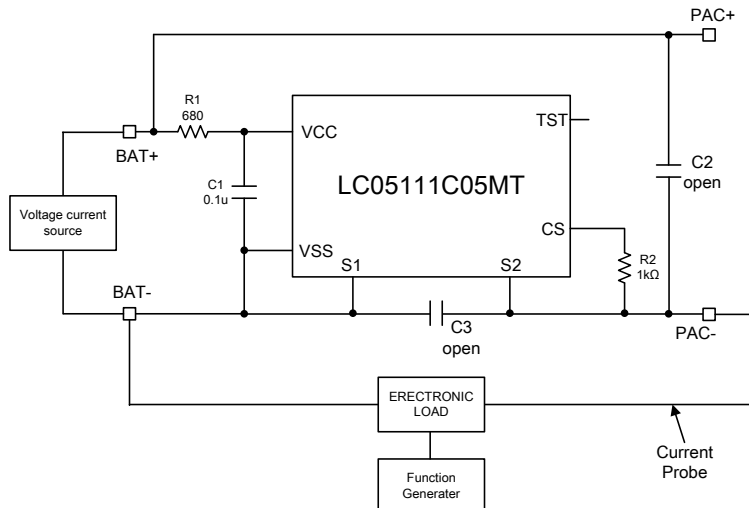 PAC+
R1
680
BAT+
VCC
TST
C1
0.1u
LC05111C05MT
C2
open
Voltage current
source
VSS
CS
S1
S2
R2
1kΩ
BAT-
C3
open
PAC-
ERECTRONIC
LOAD
Current
Probe
Function
Generater